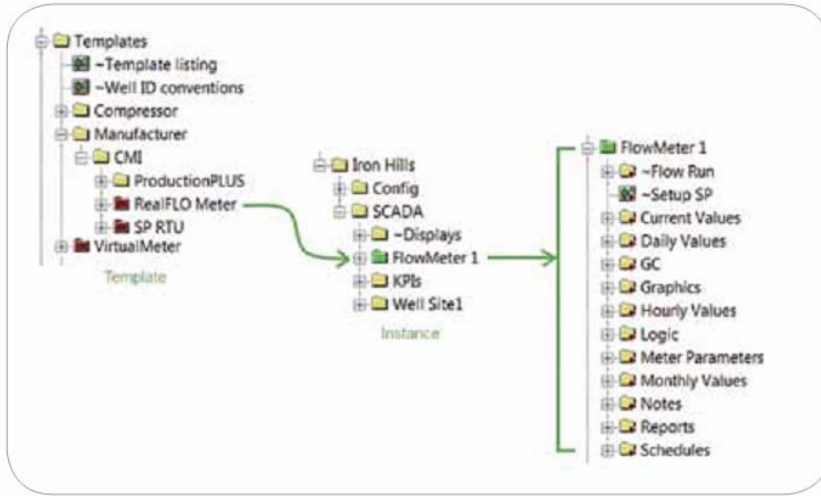 Templates
~Template listing
~Well ID conventions
Compressor
Manufacturer
CMI
ProductionPLUS
RealFLO Meter
SP RTU
VirtualMeter
Template
Iron Hills
Config
SCADA
~Displays
FlowMeter 1
KPIs
Well Site1
Instance
FlowMeter 1
~Flow Run
~Setup SP
Current Values
Daily Values
GC
Graphics
Hourly Values
Logic
Meter Parameters
Monthly Values
Notes
Reports
Schedules